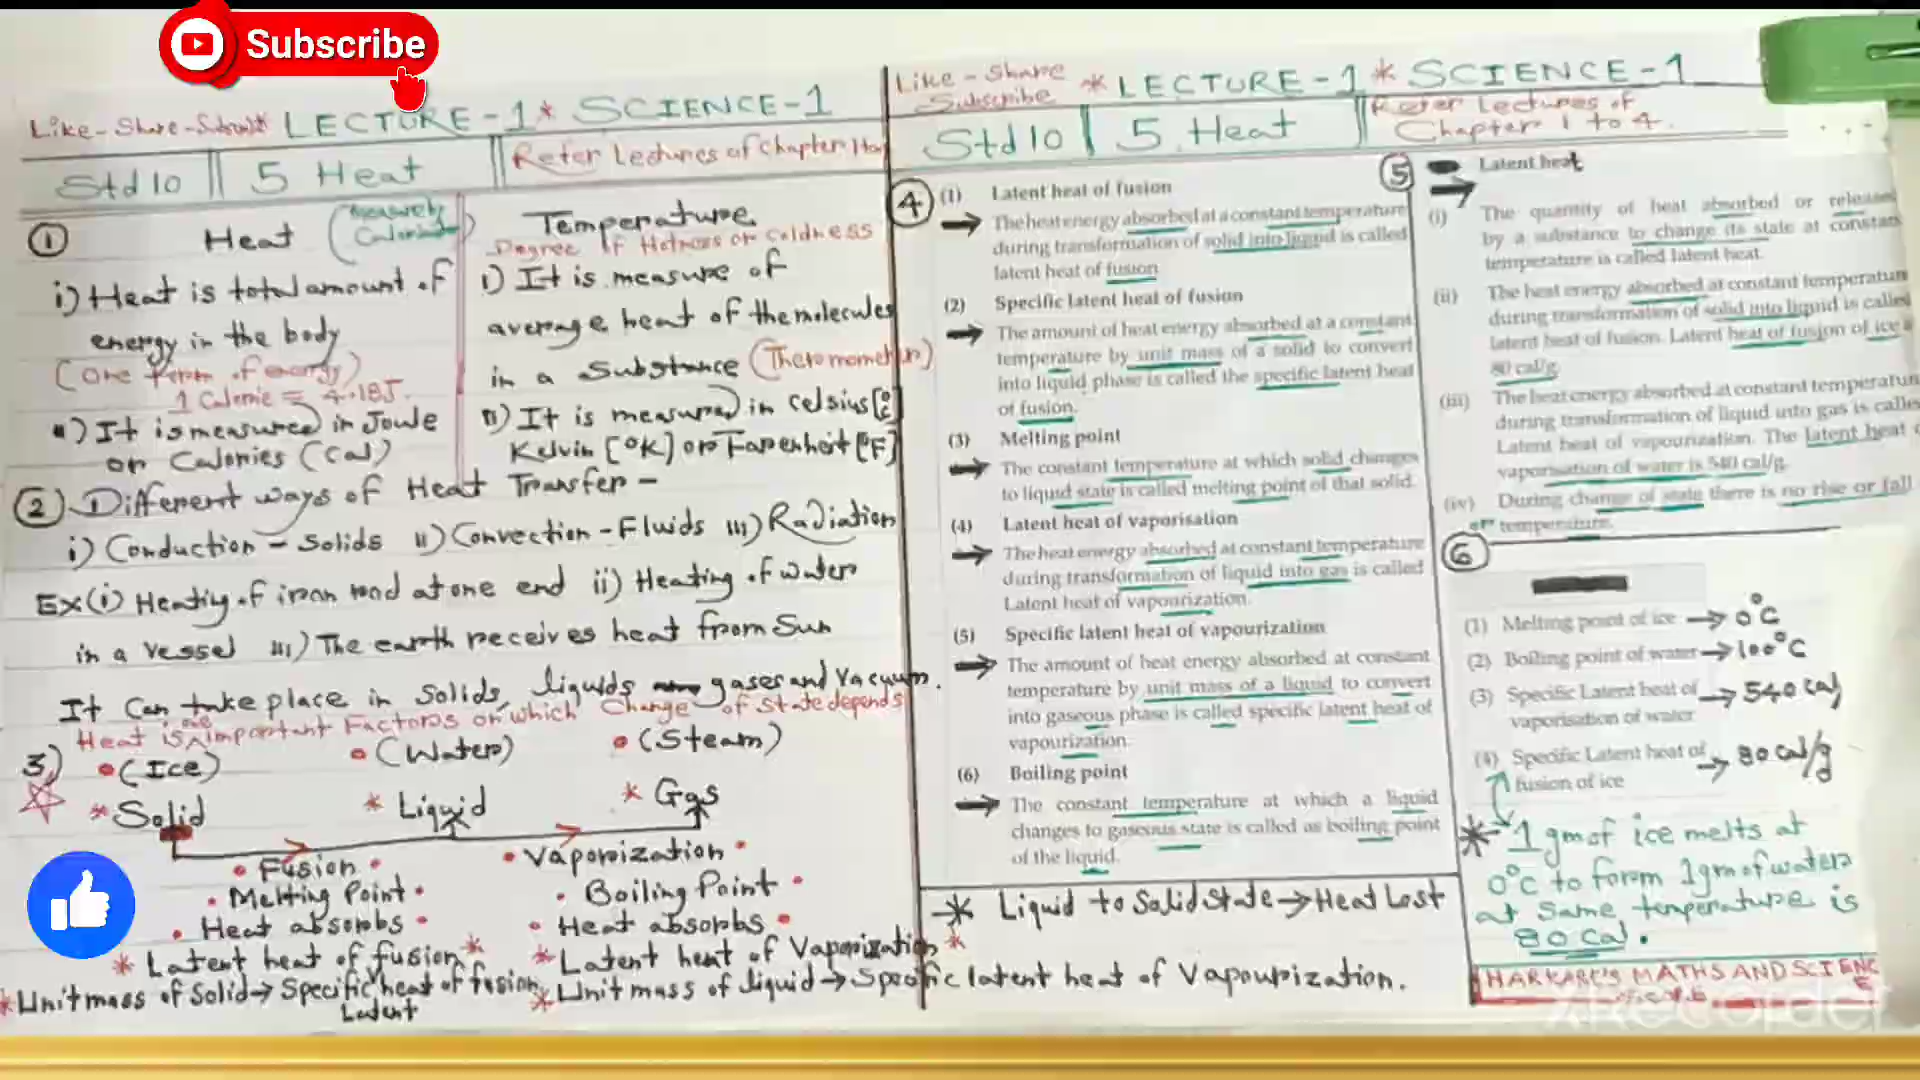 Subscribe
Like-Share-Subscribe LECTURE-1* SCIENCE-1
Std 10 5 Heat Refer Lectures of Chapter 1 to
① Heat (Measured by Calorimeter)
i) Heat is total amount of
energy in the body
(One form of energy)
1 Calorie = 4.18J.
ii) It is measured in Joule
or Calories (Cal)
Temperature
Degree of Hotness or Coldness
i) It is measure of
average heat of the molecules
in a substance (Thermometer)
ii) It is measured in celsius [°C]
Kelvin [°K] or Farenheit [°F]
② Different ways of Heat Transfer -
i) Conduction - Solids ii) Convection - Fluids iii) Radiation
Ex (i) Heating of iron rod at one end ii) Heating of water
in a vessel iii) The earth receives heat from Sun
It can take place in solids, liquids gases and Vacuum.
Heat is one important Factors on which Change of State depends
3) • (Ice) • (Water) • (Steam)
* Solid * Liquid * Gas
• Fusion • • Vaporization •
• Melting Point • • Boiling Point •
• Heat absorbs • • Heat absorbs •
* Latent heat of fusion * * Latent heat of Vaporization *
* Unit mass of Solid → Specific Latent heat of fusion * Unit mass of liquid → Specific latent heat of Vapourization.
Like - Share
Subscribe
* LECTURE - 1 * SCIENCE - 1
Std 10 5. Heat Refer Lectures of
Chapter 1 to 4.
④ (1) Latent heat of fusion
The heat energy absorbed at a constant temperature
during transformation of solid into liquid is called
latent heat of fusion
(2) Specific latent heat of fusion
The amount of heat energy absorbed at a constant
temperature by unit mass of a solid to convert
into liquid phase is called the specific latent heat
of fusion.
(3) Melting point
The constant temperature at which solid changes
to liquid state is called melting point of that solid.
(4) Latent heat of vaporisation
The heat energy absorbed at constant temperature
during transformation of liquid into gas is called
Latent heat of vapourization.
(5) Specific latent heat of vapourization
The amount of heat energy absorbed at constant
temperature by unit mass of a liquid to convert
into gaseous phase is called specific latent heat of
vapourization.
(6) Boiling point
The constant temperature at which a liquid
changes to gaseous state is called as boiling point
of the liquid.
* Liquid to Solid State → Heat Lost
⑤ Latent heat
(i) The quantity of heat absorbed or released
by a substance to change its state at constant
temperature is called latent heat.
(ii) The heat energy absorbed at constant temperatur
during transformation of solid into liquid is called
latent heat of fusion. Latent heat of fusion of ice
80 cal/g.
(iii) The heat energy absorbed at constant temperatur
during transformation of liquid into gas is calle
Latent heat of vapourization. The latent heat o
vaporisation of water is 540 cal/g.
(iv) During change of state there is no rise or fall
temperature.
⑥
(1) Melting point of ice → 0°C
(2) Boiling point of water → 100°C
(3) Specific Latent heat of → 540 cal
vaporisation of water
(4) Specific Latent heat of → 80 cal/g
fusion of ice
* 1 gm of ice melts at
0°C to form 1gm of water
at same temperature is
80 Cal.
HARKARE'S MATHS AND SCIENCE